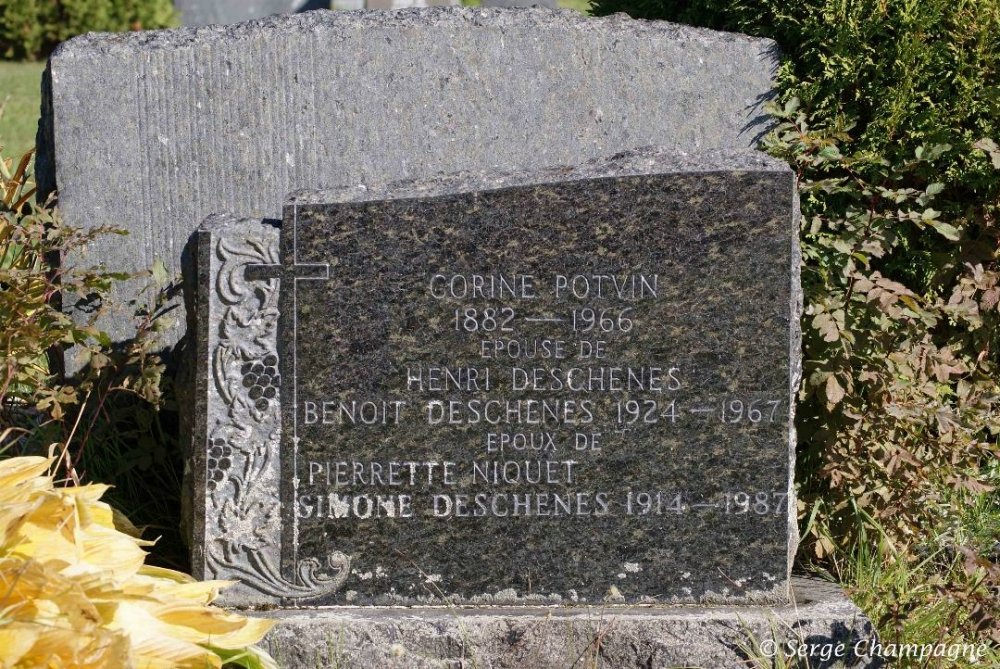 CORINE POTVIN
1882 — 1966
ÉPOUSE DE
HENRI DESCHENES
BENOIT DESCHENES 1924 — 1967
EPOUX DE
PIERRETTE NIQUET
SIMONE DESCHENES 1914 — 1987
© Serge Champagne